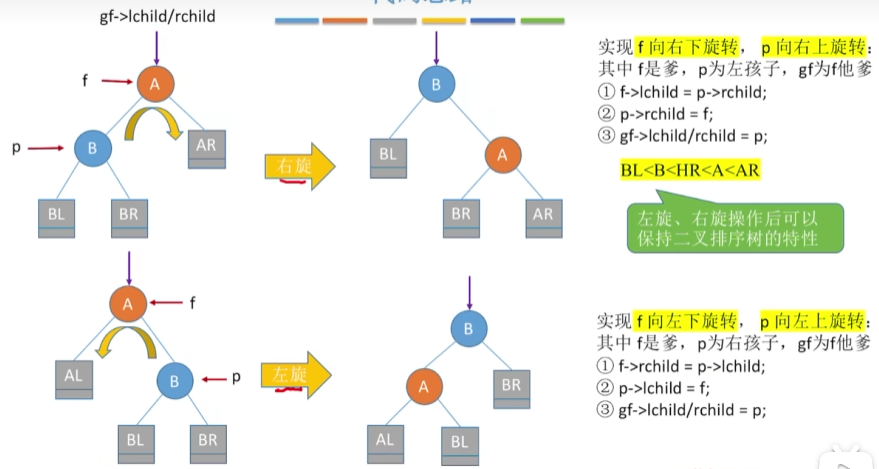 gf->lchild/rchild
f
A
p
B
AR
BL
BR
右旋
B
BL
A
BR
AR
实现 f 向右下旋转， p 向右上旋转：
其中 f是爹，p为左孩子，gf为f他爹
① f->lchild = p->rchild;
② p->rchild = f;
③ gf->lchild/rchild = p;
BL<B<HR<A<AR
左旋、右旋操作后可以
保持二叉排序树的特性
A
f
AL
B
p
BL
BR
左旋
B
A
BR
AL
BL
实现 f 向左下旋转， p 向左上旋转：
其中 f是爹，p为右孩子，gf为f他爹
① f->rchild = p->lchild;
② p->lchild = f;
③ gf->lchild/rchild = p;